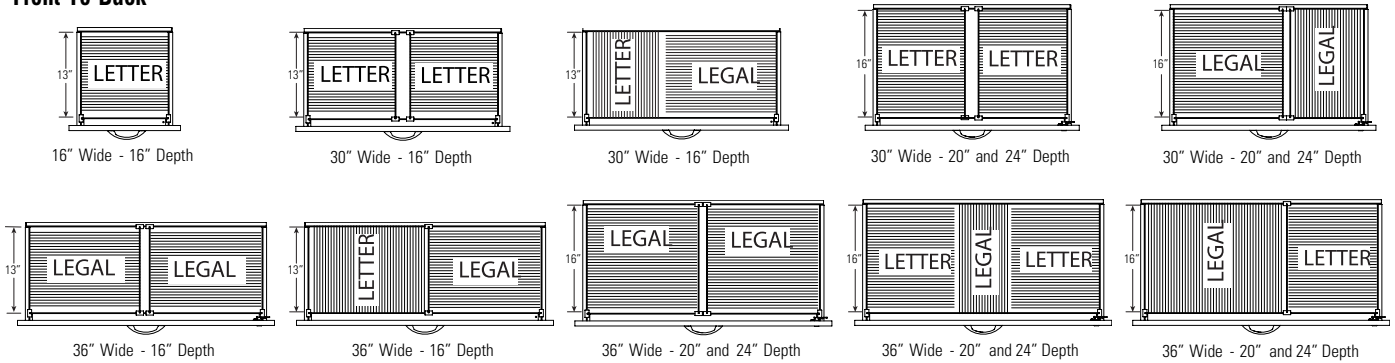 Front To Back
13"
LETTER
16" Wide - 16" Depth
13"
LETTER
LETTER
30" Wide - 16" Depth
13"
LETTER
LEGAL
30" Wide - 16" Depth
16"
LETTER
LETTER
30" Wide - 20" and 24" Depth
16"
LEGAL
LEGAL
30" Wide - 20" and 24" Depth
13"
LEGAL
LEGAL
36" Wide - 16" Depth
13"
LETTER
LEGAL
36" Wide - 16" Depth
16"
LEGAL
LEGAL
36" Wide - 20" and 24" Depth
16"
LETTER
LEGAL
LETTER
36" Wide - 20" and 24" Depth
16"
LEGAL
LETTER
36" Wide - 20" and 24" Depth